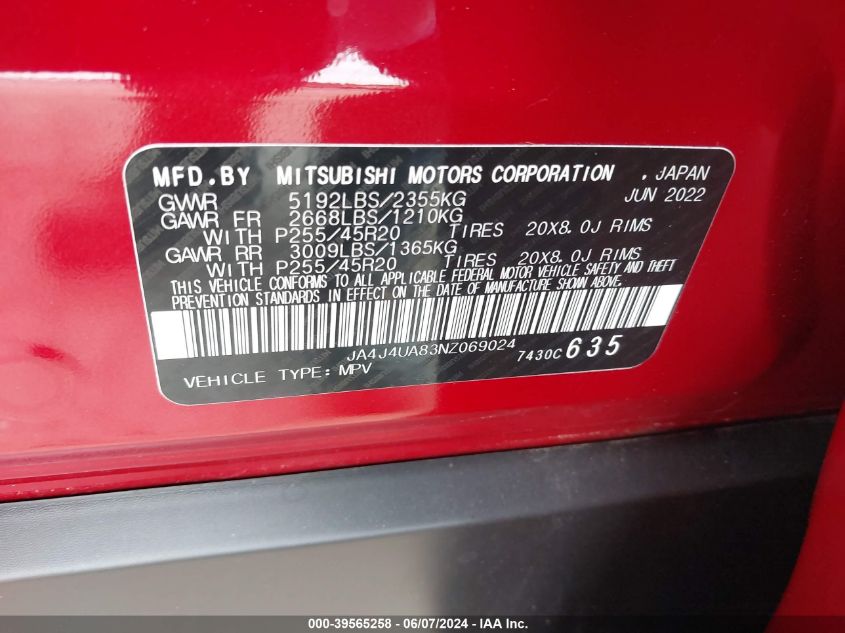 MFD.BY MITSUBISHI MOTORS CORPORATION , JAPAN
GVWR 5192LBS/2355KG JUN 2022
GAWR FR 2668LBS/1210KG
WITH P255/45R20 TIRES 20X8.0J RIMS
GAWR RR 3009LBS/1365KG
WITH P255/45R20 TIRES 20X8.0J RIMS
THIS VEHICLE CONFORMS TO ALL APPLICABLE FEDERAL MOTOR VEHICLE SAFETY AND THEFT
PREVENTION STANDARDS IN EFFECT ON THE DATE OF MANUFACTURE SHOWN ABOVE.
JA4J4UA83NZ069024 7430C 635
VEHICLE TYPE: MPV
000-39565258 - 06/07/2024 - IAA Inc.